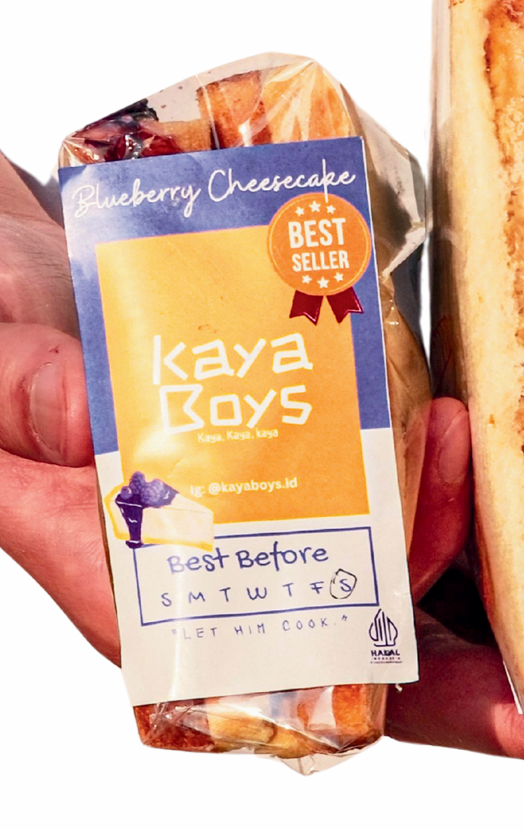 Blueberry Cheesecake
BEST
SELLER
kaya
Boys
Kaya, Kaya, kaya
Ig: @kayaboys.id
Best Before
S M T W T F S
"LET HIM COOK."
HALAL